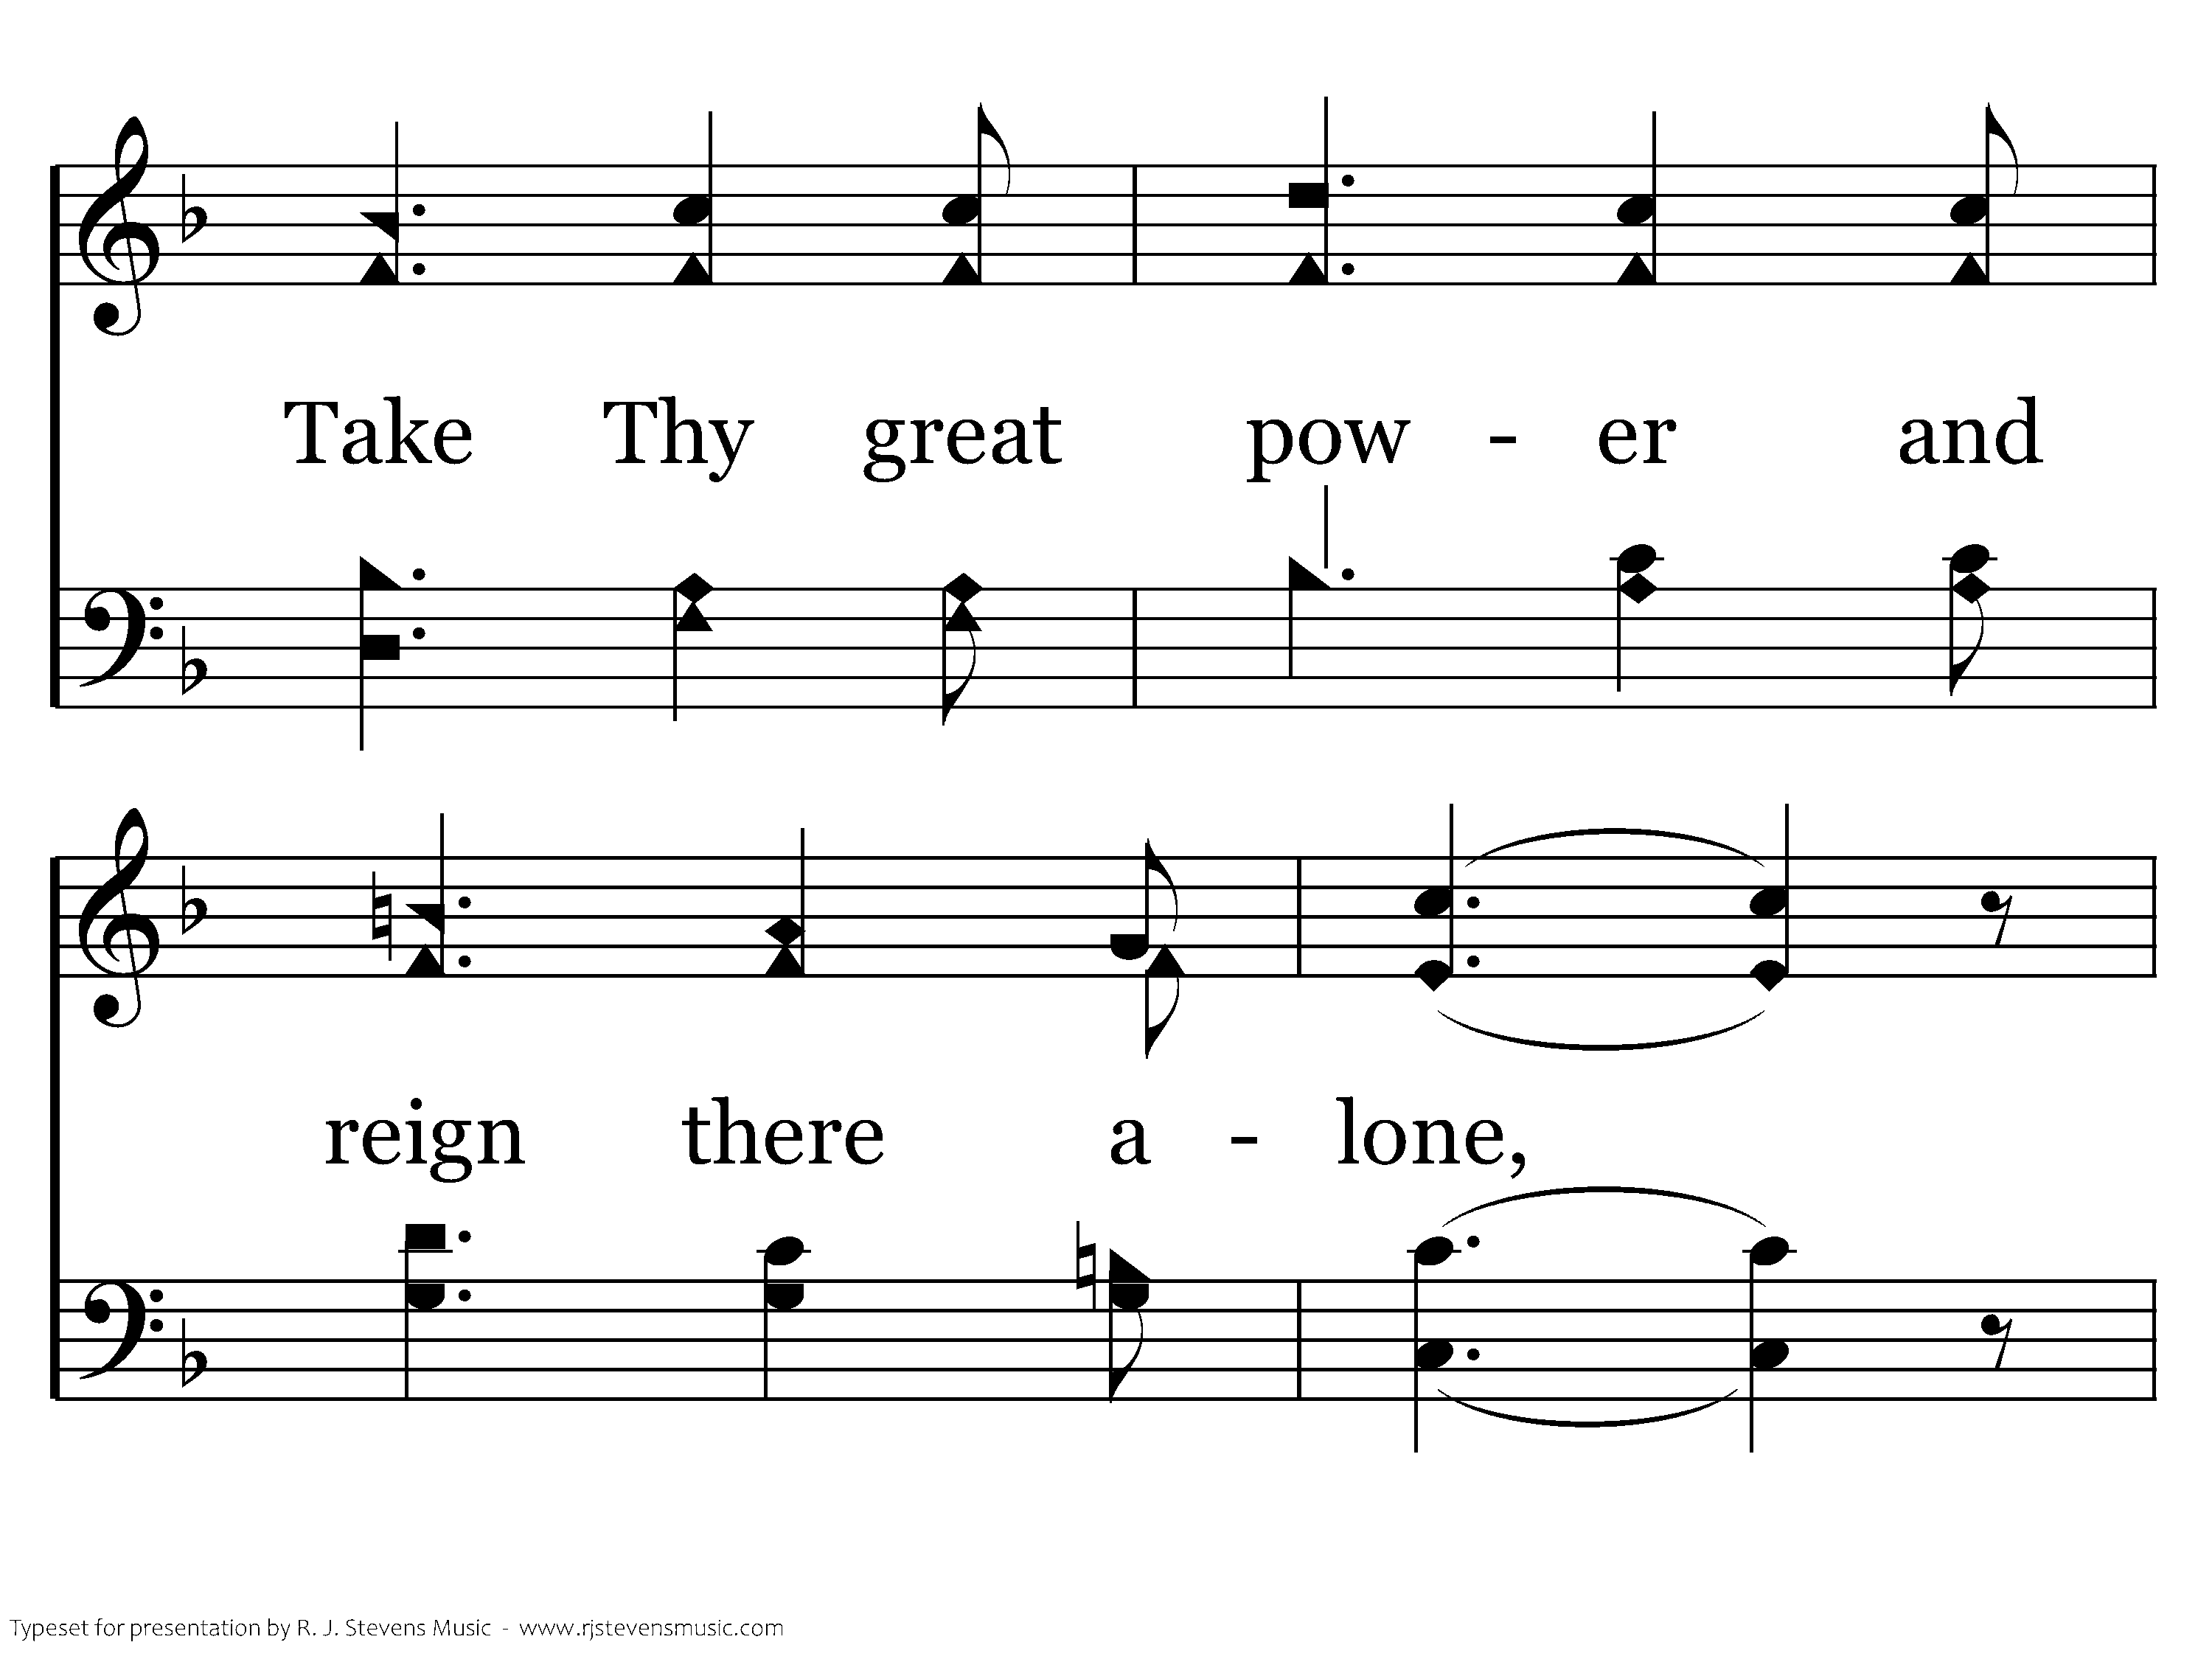 Take Thy great pow - er and
reign there a - lone,
Typeset for presentation by R. J. Stevens Music - www.rjstevensmusic.com